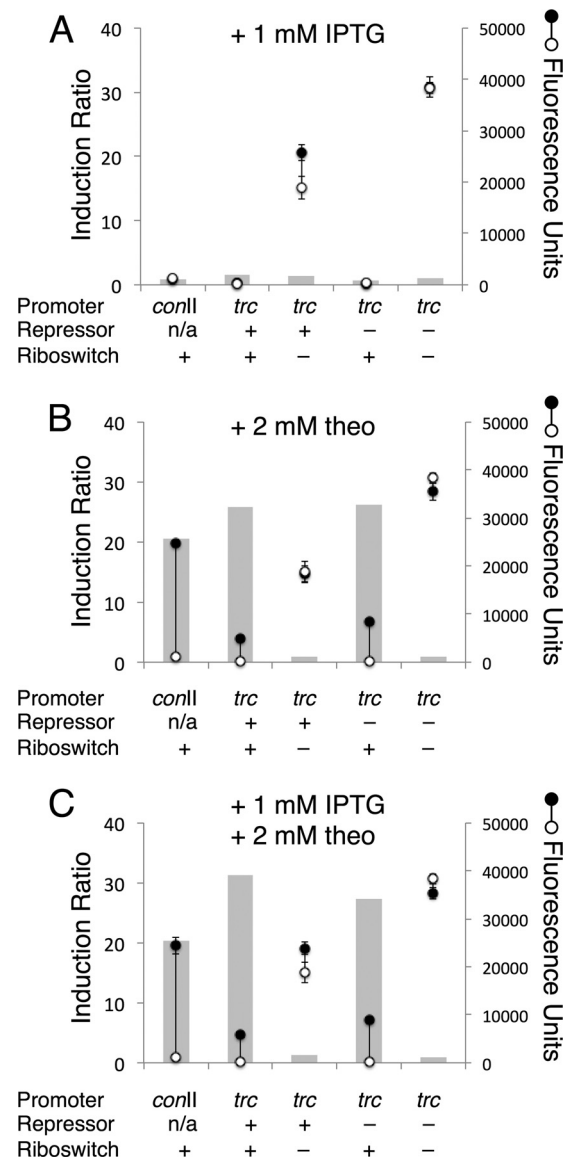 A
+ 1 mM IPTG
Induction Ratio
40
30
20
10
0
50000
40000
30000
20000
10000
0
Fluorescence Units
Promoter conII trc trc trc trc
Repressor n/a + + – –
Riboswitch + + – + –
B
+ 2 mM theo
Induction Ratio
40
30
20
10
0
50000
40000
30000
20000
10000
0
Fluorescence Units
Promoter conII trc trc trc trc
Repressor n/a + + – –
Riboswitch + + – + –
C
+ 1 mM IPTG
+ 2 mM theo
Induction Ratio
40
30
20
10
0
50000
40000
30000
20000
10000
0
Fluorescence Units
Promoter conII trc trc trc trc
Repressor n/a + + – –
Riboswitch + + – + –